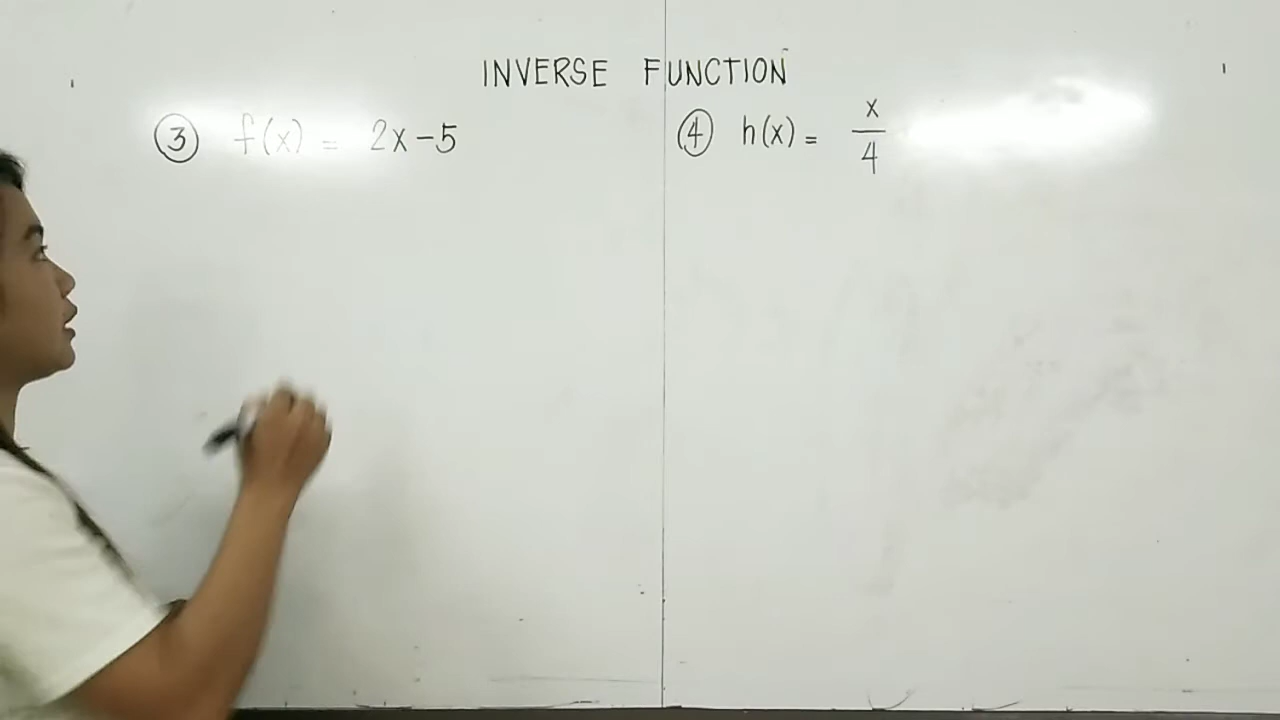 INVERSE FUNCTION
③ f(x) = 2x-5
④ h(x) = x/4